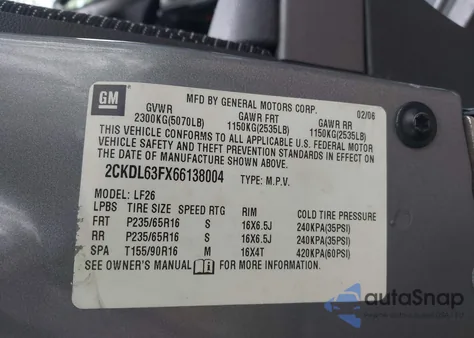 GM
MFD BY GENERAL MOTORS CORP. 02/06
GVWR GAWR FRT GAWR RR
2300KG(5070LB) 1150KG(2535LB) 1150KG(2535LB)
THIS VEHICLE CONFORMS TO ALL APPLICABLE U.S. FEDERAL MOTOR
VEHICLE SAFETY AND THEFT PREVENTION STANDARDS IN EFFECT ON
THE DATE OF MANUFACTURE SHOWN ABOVE.
2CKDL63FX66138004 TYPE: M.P.V.
MODEL: LF26
LPBS TIRE SIZE SPEED RTG RIM COLD TIRE PRESSURE
FRT P235/65R16 S 16X6.5J 240KPA(35PSI)
RR P235/65R16 S 16X6.5J 240KPA(35PSI)
SPA T155/90R16 M 16X4T 420KPA(60PSI)
SEE OWNER'S MANUAL FOR MORE INFORMATION.
autoSnap